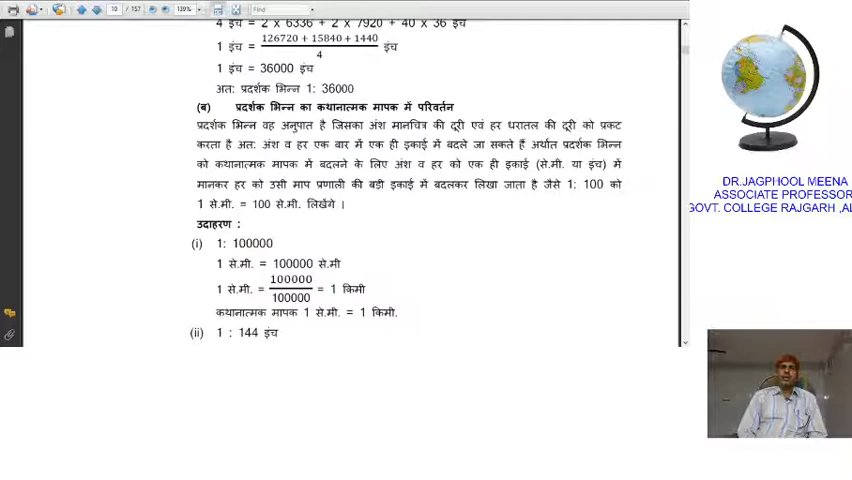 10 / 157 139% Find
4 इंच = 2 x 6336 + 2 x 7920 + 40 x 36 इंच
1 इंच = 126720 + 15840 + 1440 / 4 इंच
1 इंच = 36000 इंच
अत: प्रदर्शक भिन्न 1: 36000
(ब) प्रदर्शक भिन्न का कथानात्मक मापक में परिवर्तन
प्रदर्शक भिन्न वह अनुपात है जिसका अंश मानचित्र की दूरी एवं हर धरातल की दूरी को प्रकट
करता है अत: अंश व हर एक बार में एक ही इकाई में बदले जा सकते हैं अर्थात प्रदर्शक भिन्न
को कथानात्मक मापक में बदलने के लिए अंश व हर को एक ही इकाई (से.मी. या इंच) में
मानकर हर को उसी माप प्रणाली की बड़ी इकाई में बदलकर लिखा जाता है जैसे 1: 100 को
1 से.मी. = 100 से.मी. लिखेंगे ।
उदाहरण :
(i) 1: 100000
1 से.मी. = 100000 से.मी
1 से.मी. = 100000 / 100000 = 1 किमी
कथानात्मक मापक 1 से.मी. = 1 किमी.
(ii) 1 : 144 इंच
DR.JAGPHOOL MEENA
ASSOCIATE PROFESSOR
GOVT. COLLEGE RAJGARH ,AL